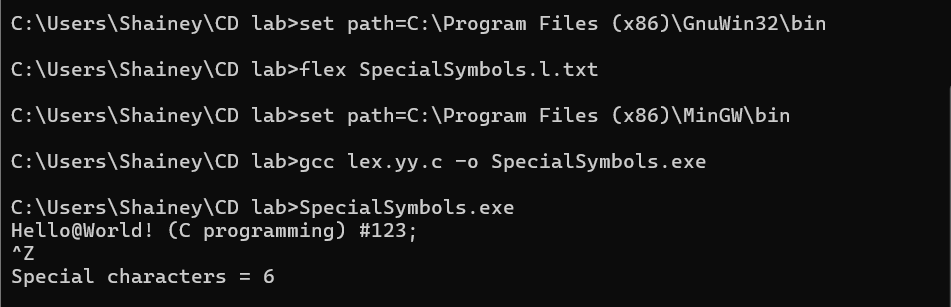 C:\Users\Shainey\CD lab>set path=C:\Program Files (x86)\GnuWin32\bin
C:\Users\Shainey\CD lab>flex SpecialSymbols.l.txt
C:\Users\Shainey\CD lab>set path=C:\Program Files (x86)\MinGW\bin
C:\Users\Shainey\CD lab>gcc lex.yy.c -o SpecialSymbols.exe
C:\Users\Shainey\CD lab>SpecialSymbols.exe
Hello@World! (C programming) #123;
^Z
Special characters = 6